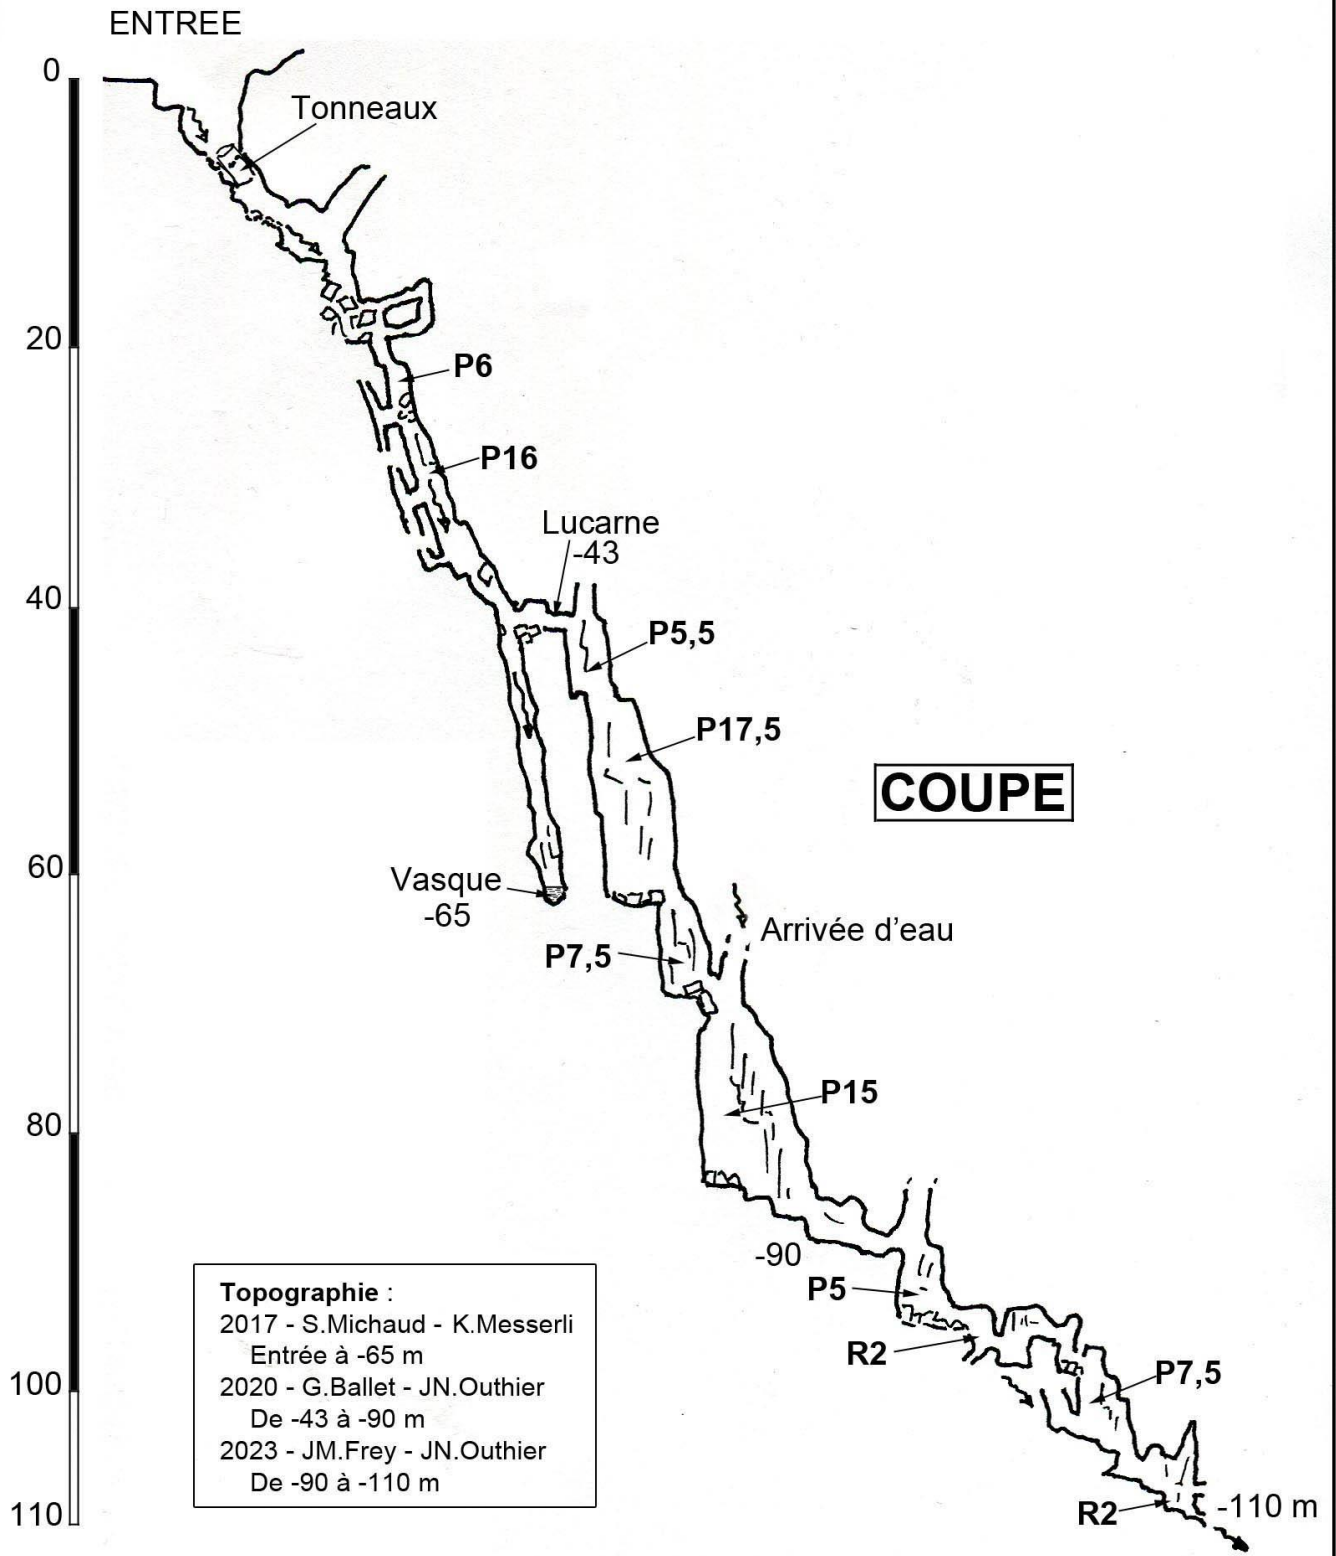 ENTREE
0
Tonneaux
20
P6
P16
Lucarne
-43
40
P5,5
P17,5
COUPE
60
Vasque
-65
Arrivée d'eau
P7,5
P15
80
-90
P5
R2
P7,5
100
R2
-110 m
110
Topographie :
2017 - S.Michaud - K.Messerli
Entrée à -65 m
2020 - G.Ballet - JN.Outhier
De -43 à -90 m
2023 - JM.Frey - JN.Outhier
De -90 à -110 m